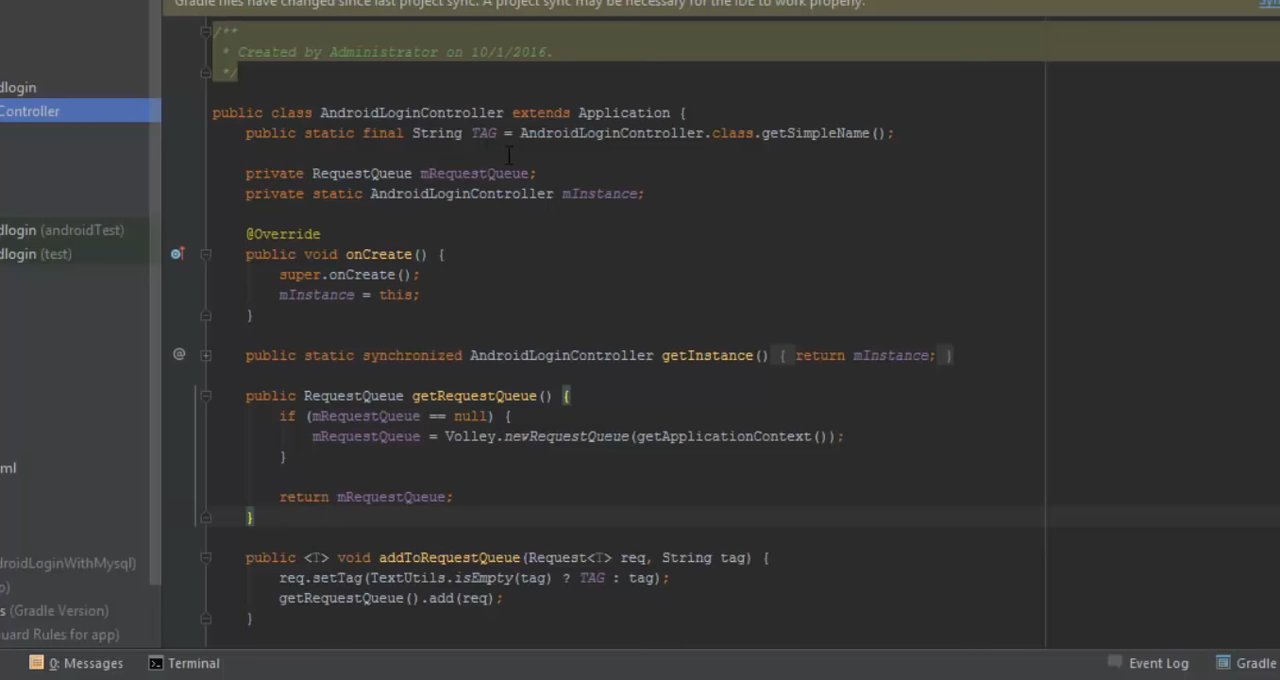 Gradle files have changed since last project sync. A project sync may be necessary for the IDE to work properly.
/**
* Created by Administrator on 10/1/2016.
*/
dlogin
Controller
public class AndroidLoginController extends Application {
public static final String TAG = AndroidLoginController.class.getSimpleName();
private RequestQueue mRequestQueue;
private static AndroidLoginController mInstance;
dlogin (androidTest)
@Override
dlogin (test)
public void onCreate() {
super.onCreate();
mInstance = this;
}
@ public static synchronized AndroidLoginController getInstance() { return mInstance; }
public RequestQueue getRequestQueue() {
if (mRequestQueue == null) {
mRequestQueue = Volley.newRequestQueue(getApplicationContext());
}
ml
return mRequestQueue;
}
droidLoginWithMysql)
public <T> void addToRequestQueue(Request<T> req, String tag) {
p)
req.setTag(TextUtils.isEmpty(tag) ? TAG : tag);
getRequestQueue().add(req);
s (Gradle Version)
}
uard Rules for app)
0: Messages
Terminal
Event Log
Gradle